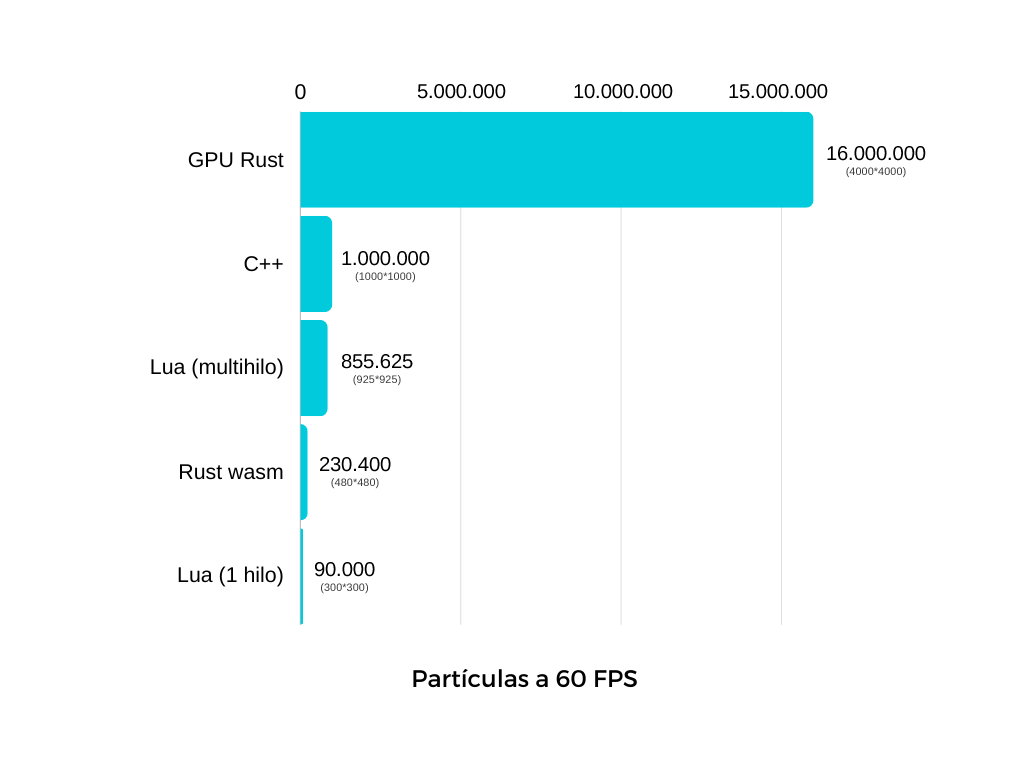 0 5.000.000 10.000.000 15.000.000
GPU Rust 16.000.000
(4000*4000)
C++ 1.000.000
(1000*1000)
Lua (multihilo) 855.625
(925*925)
Rust wasm 230.400
(480*480)
Lua (1 hilo) 90.000
(300*300)
Partículas a 60 FPS